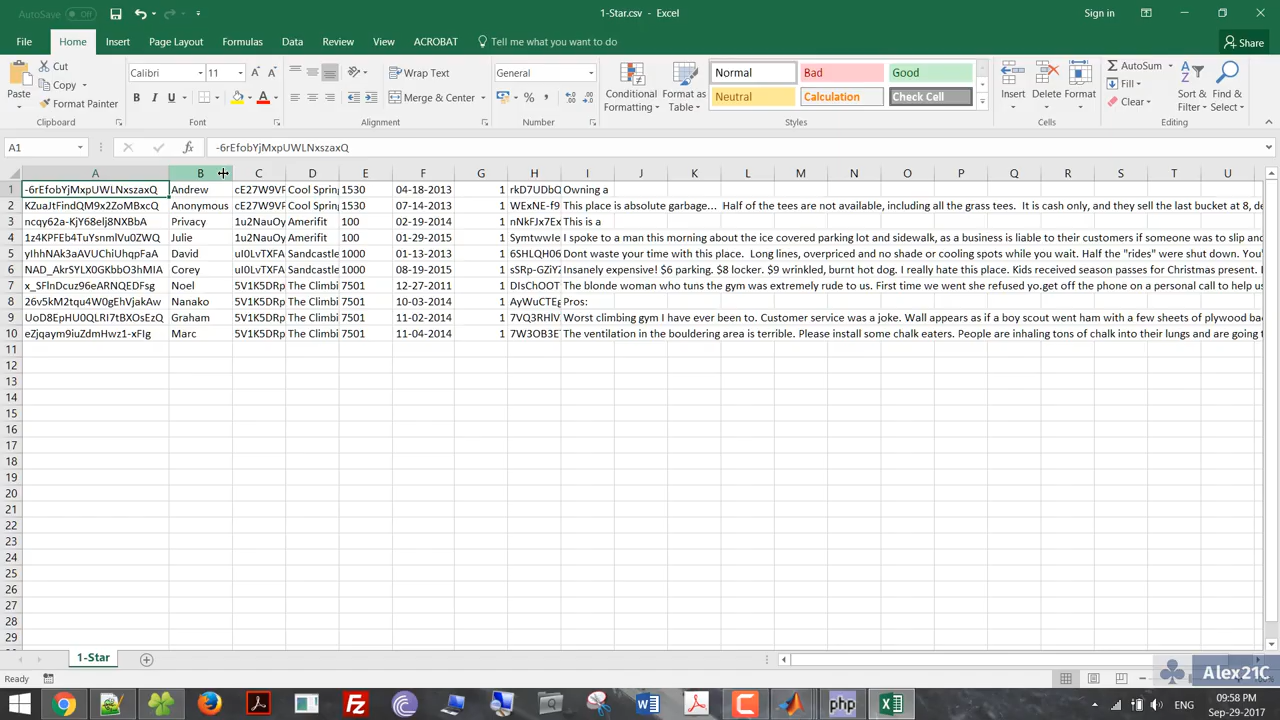 AutoSave Off
1-Star.csv - Excel
Sign in
File Home Insert Page Layout Formulas Data Review View ACROBAT Tell me what you want to do
Share
Paste
Cut
Copy
Format Painter
Clipboard
Calibri 11
B I U
Font
Wrap Text
Merge & Center
Alignment
General
Number
Conditional Formatting
Format as Table
Normal Bad Good
Neutral Calculation Check Cell
Styles
Insert Delete Format
Cells
AutoSum
Fill
Clear
Sort & Filter
Find & Select
Editing
A1 fx -6rEfobYjMxpUWLNxszaxQ
A B C D E F G H I J K L M N O P Q R S T U
1 -6rEfobYjMxpUWLNxszaxQ Andrew cE27W9VF Cool Spring 1530 04-18-2013 1 rkD7UDbQ Owning a
2 KZuaJtFindQM9x2ZoMBxcQ Anonymous cE27W9VF Cool Spring 1530 07-14-2013 1 WExNE-f9 This place is absolute garbage... Half of the tees are not available, including all the grass tees. It is cash only, and they sell the last bucket at 8, de
3 ncqy62a-KjY68elj8NXBbA Privacy 1u2NauOy Amerifit 100 02-19-2014 1 nNkFJx7Ex This is a
4 1z4KPFEb4TuYsnmlVu0ZWQ Julie 1u2NauOy Amerifit 100 01-29-2015 1 Symtwwle I spoke to a man this morning about the ice covered parking lot and sidewalk, as a business is liable to their customers if someone was to slip and
5 yIhhNAk3aAVUChiUhqpFaA David uI0LvTXFA Sandcastle 1000 01-13-2013 1 6SHLQH06 Dont waste your time with this place. Long lines, overpriced and no shade or cooling spots while you wait. Half the "rides" were shut down. You'
6 NAD_AkrSYLX0GKbbO3hMIA Corey uI0LvTXFA Sandcastle 1000 08-19-2015 1 sSRp-GZiYZ Insanely expensive! $6 parking. $8 locker. $9 wrinkled, burnt hot dog. I really hate this place. Kids received season passes for Christmas present.
7 x_SFlnDcuz96eARNQEDFsg Noel 5V1K5DRp The Climbi 7501 12-27-2011 1 DIsChOOT The blonde woman who tuns the gym was extremely rude to us. First time we went she refused yo.get off the phone on a personal call to help us
8 26v5kM2tqu4W0gEhVjakAw Nanako 5V1K5DRp The Climbi 7501 10-03-2014 1 AyWuCTEg Pros:
9 UoD8EpHU0QLRI7tBXOsEzQ Graham 5V1K5DRp The Climbi 7501 11-02-2014 1 7VQ3RHlV Worst climbing gym I have ever been to. Customer service was a joke. Wall appears as if a boy scout went ham with a few sheets of plywood bac
10 eZjqaym9iuZdmHwz1-xFIg Marc 5V1K5DRp The Climbi 7501 11-04-2014 1 7W3OB3E The ventilation in the bouldering area is terrible. Please install some chalk eaters. People are inhaling tons of chalk into their lungs and are going t
11
12
13
14
15
16
17
18
19
20
21
22
23
24
25
26
27
28
29
1-Star
Ready
Alex21C
php
ENG
09:58 PM
Sep-29-2017